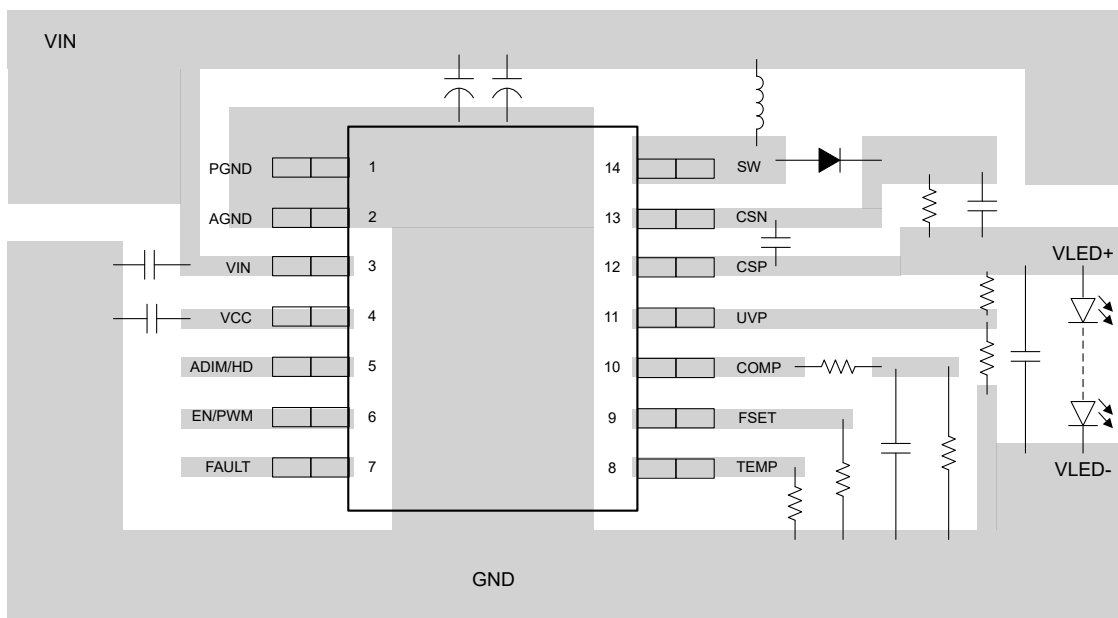 VIN
PGND 1 14 SW
AGND 2 13 CSN
VIN 3 12 CSP
VLED+
VCC 4 11 UVP
ADIM/HD 5 10 COMP
EN/PWM 6 9 FSET
FAULT 7 8 TEMP
VLED-
GND